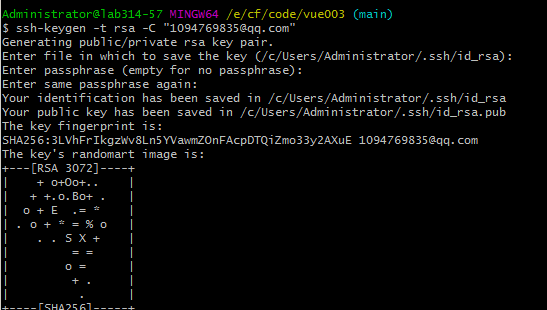 Administrator@lab314-57 MINGW64 /e/cf/code/vue003 (main)
$ ssh-keygen -t rsa -C "1094769835@qq.com"
Generating public/private rsa key pair.
Enter file in which to save the key (/c/Users/Administrator/.ssh/id_rsa):
Enter passphrase (empty for no passphrase):
Enter same passphrase again:
Your identification has been saved in /c/Users/Administrator/.ssh/id_rsa
Your public key has been saved in /c/Users/Administrator/.ssh/id_rsa.pub
The key fingerprint is:
SHA256:3LVhFrIkgzWv8Ln5YVawmZOnFAcpDTQiZmo33y2AXuE 1094769835@qq.com
The key's randomart image is:
+---[RSA 3072]----+
|    + o+Oo+..    |
|   + +.o.Bo+ .   |
|  o + E  .= *    |
| . o + * = % o   |
|    . . S X +    |
|         = =     |
|        o =      |
|         + .     |
|          .      |
+----[SHA256]-----+